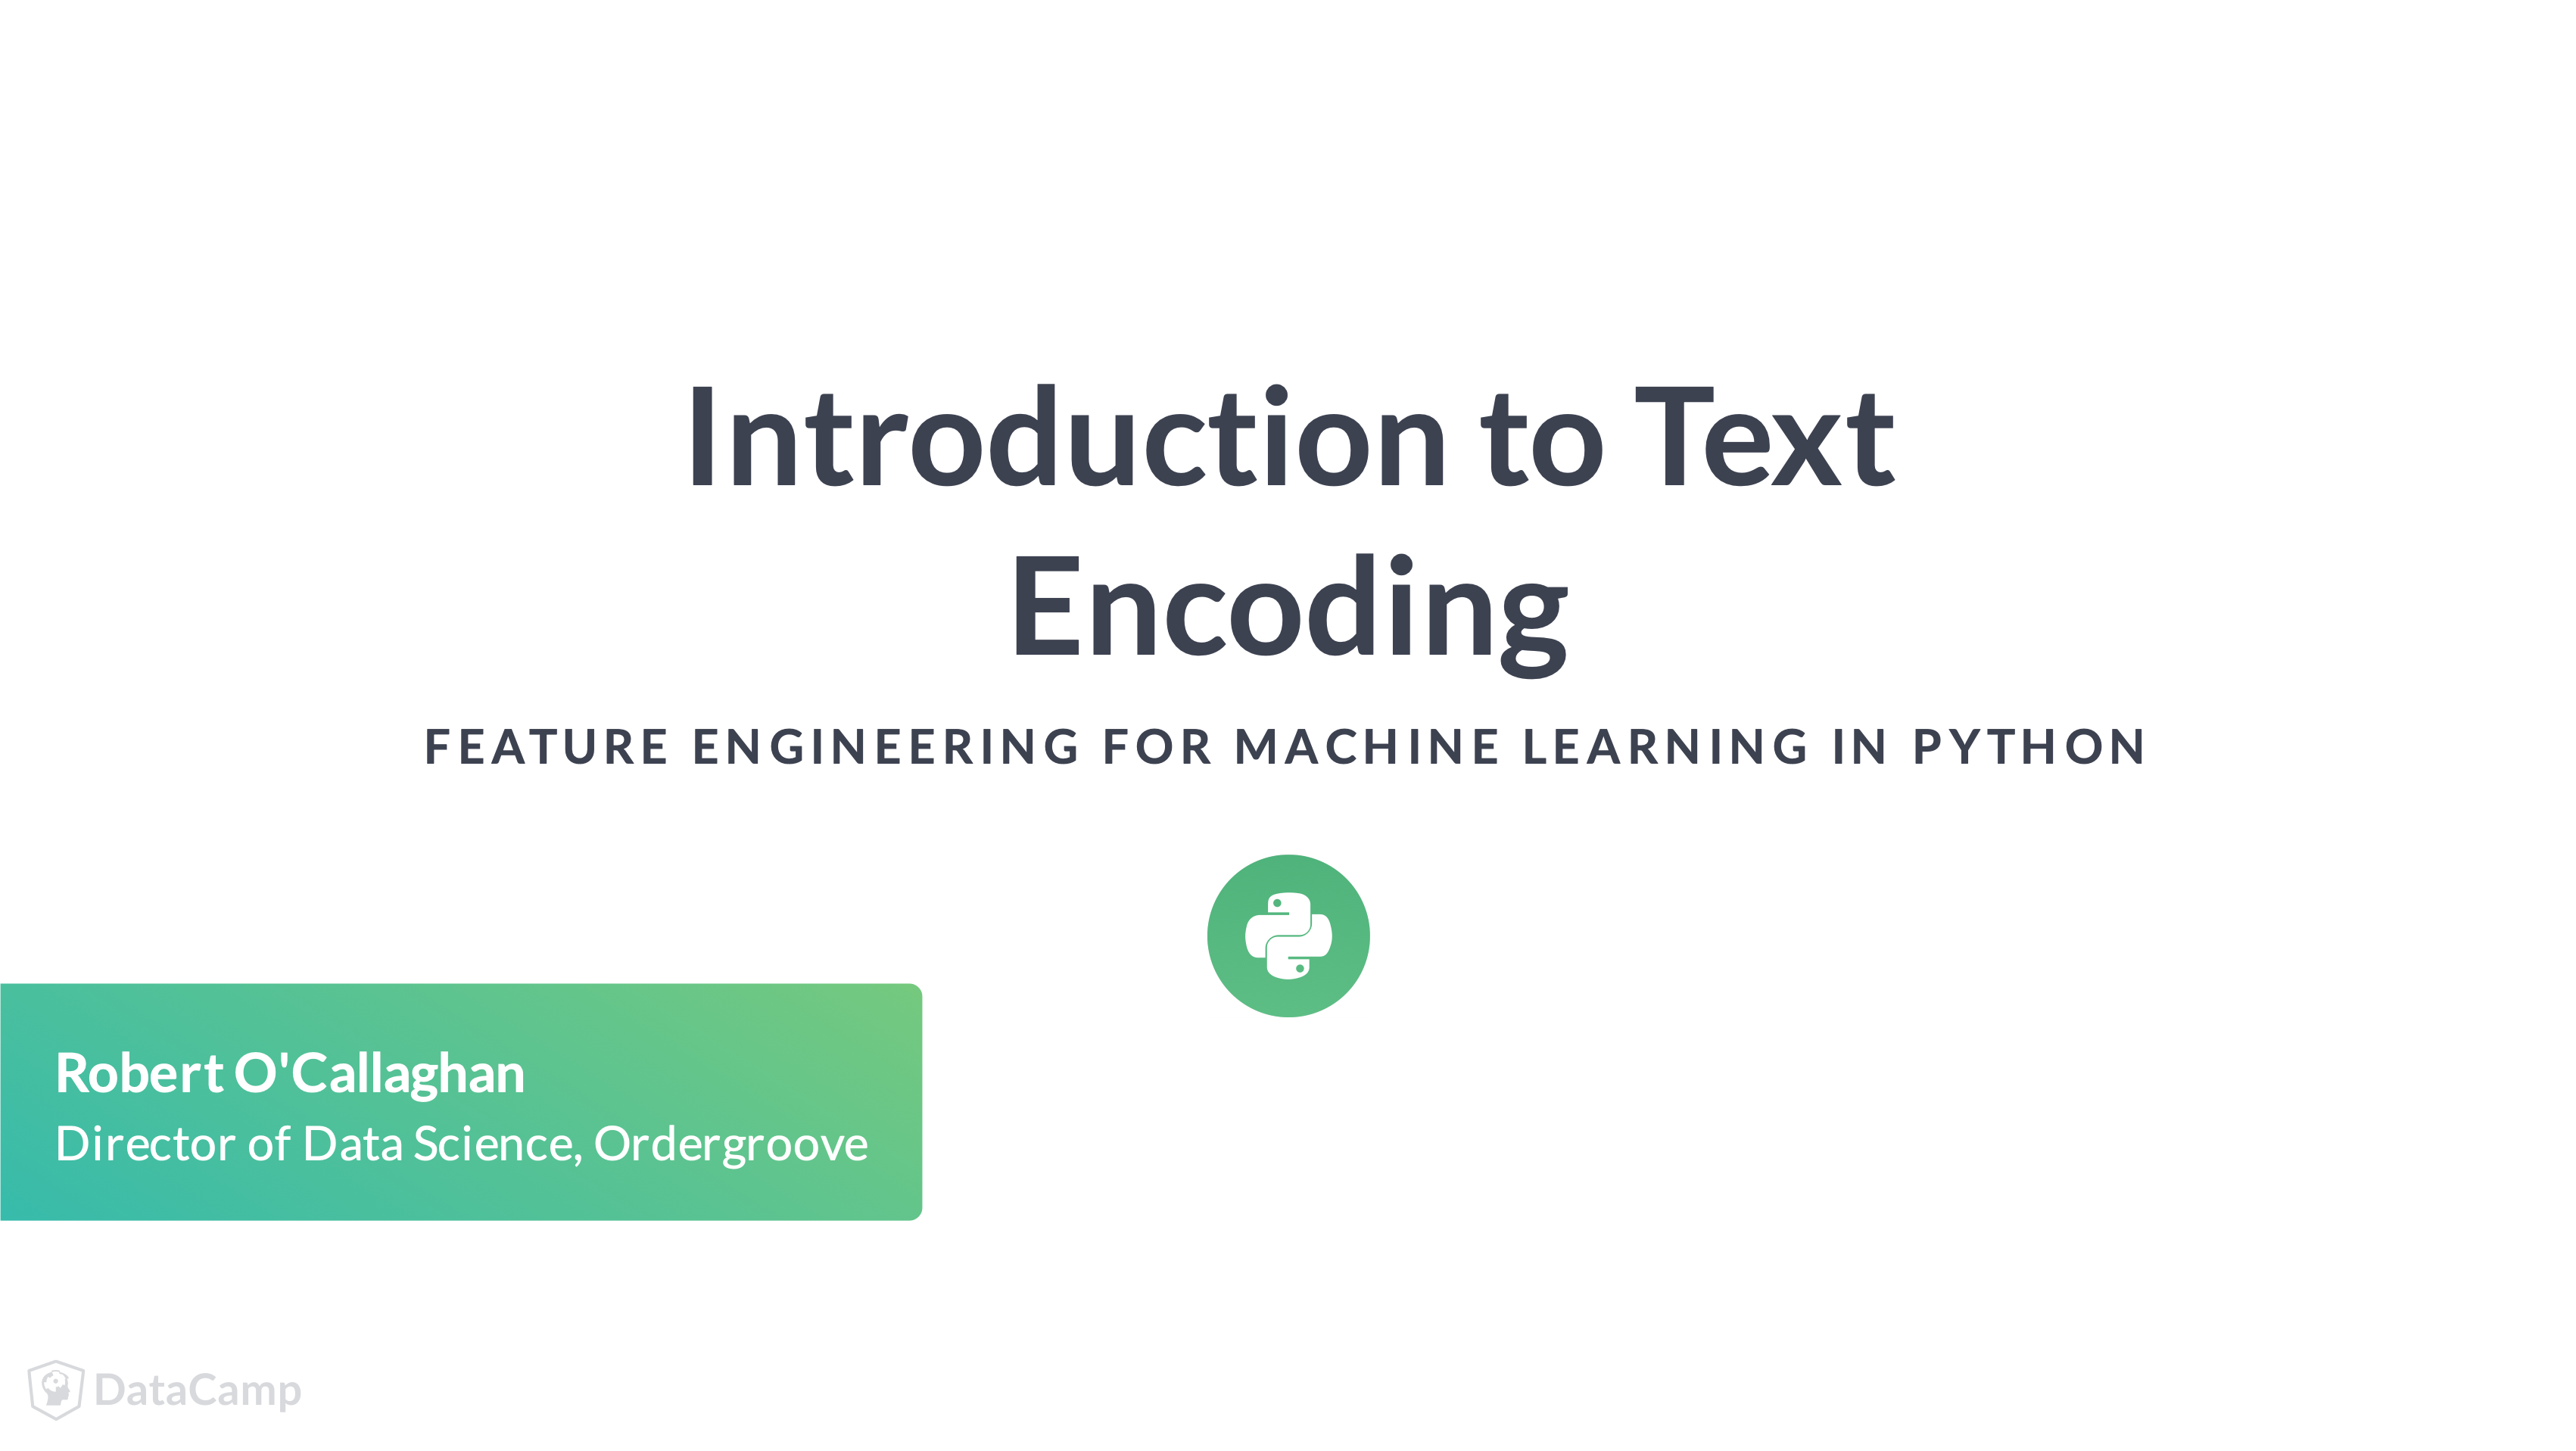 Introduction to Text
Encoding
FEATURE ENGINEERING FOR MACHINE LEARNING IN PYTHON
Robert O'Callaghan
Director of Data Science, Ordergroove
DataCamp